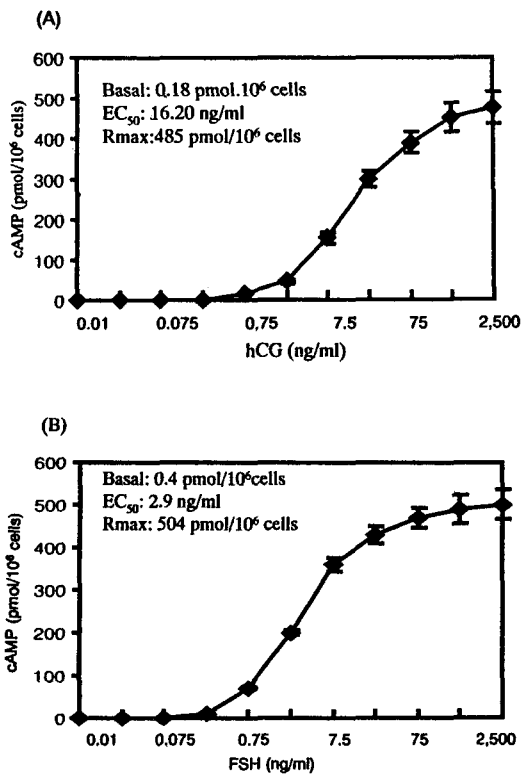 (A)
600
500
400
300
200
100
0
cAMP (pmol/10⁶ cells)
Basal: 0.18 pmol.10⁶ cells
EC₅₀: 16.20 ng/ml
Rmax:485 pmol/10⁶ cells
0.01 0.075 0.75 7.5 75 2,500
hCG (ng/ml)
(B)
600
500
400
300
200
100
0
cAMP (pmol/10⁶ cells)
Basal: 0.4 pmol/10⁶cells
EC₅₀: 2.9 ng/ml
Rmax: 504 pmol/10⁶ cells
0.01 0.075 0.75 7.5 75 2,500
FSH (ng/ml)